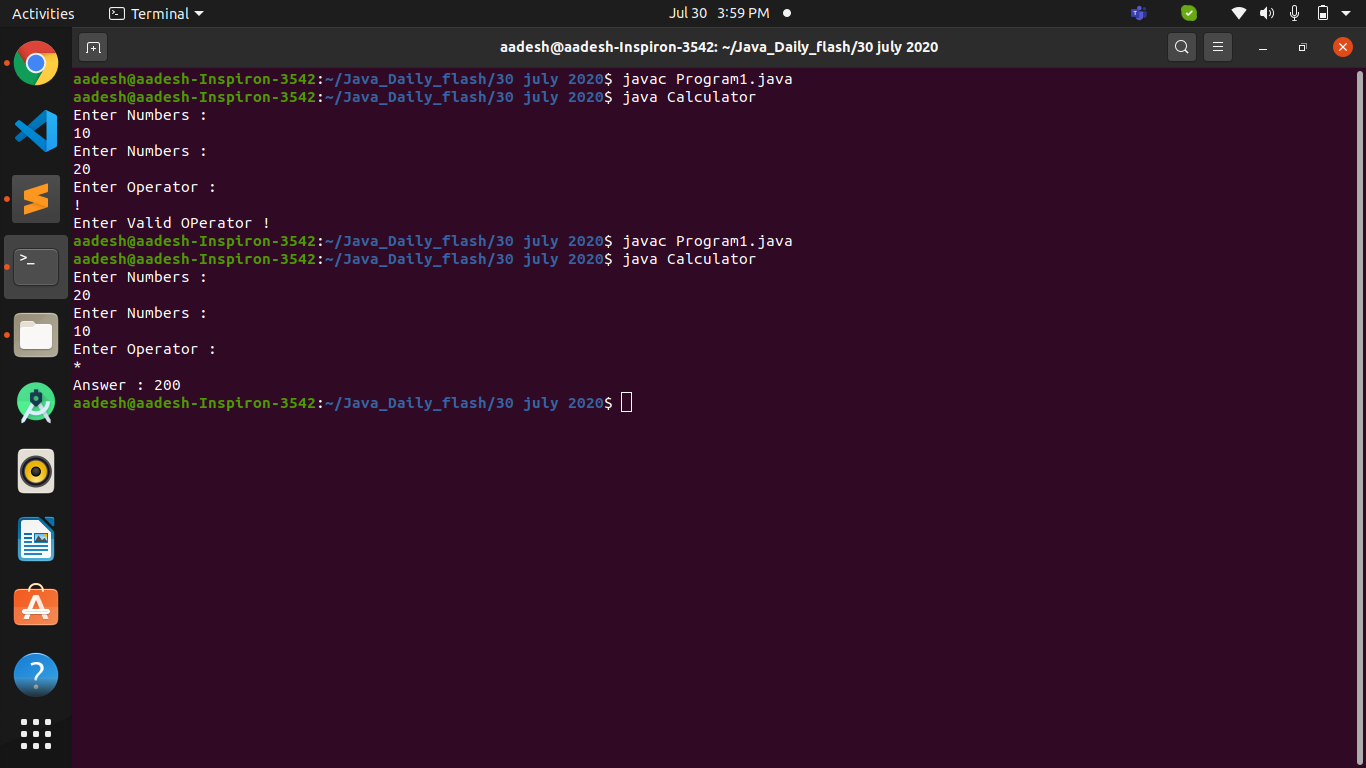 Activities Terminal Jul 30 3:59 PM
aadesh@aadesh-Inspiron-3542: ~/Java_Daily_flash/30 july 2020
aadesh@aadesh-Inspiron-3542:~/Java_Daily_flash/30 july 2020$ javac Program1.java
aadesh@aadesh-Inspiron-3542:~/Java_Daily_flash/30 july 2020$ java Calculator
Enter Numbers :
10
Enter Numbers :
20
Enter Operator :
!
Enter Valid OPerator !
aadesh@aadesh-Inspiron-3542:~/Java_Daily_flash/30 july 2020$ javac Program1.java
aadesh@aadesh-Inspiron-3542:~/Java_Daily_flash/30 july 2020$ java Calculator
Enter Numbers :
20
Enter Numbers :
10
Enter Operator :
*
Answer : 200
aadesh@aadesh-Inspiron-3542:~/Java_Daily_flash/30 july 2020$